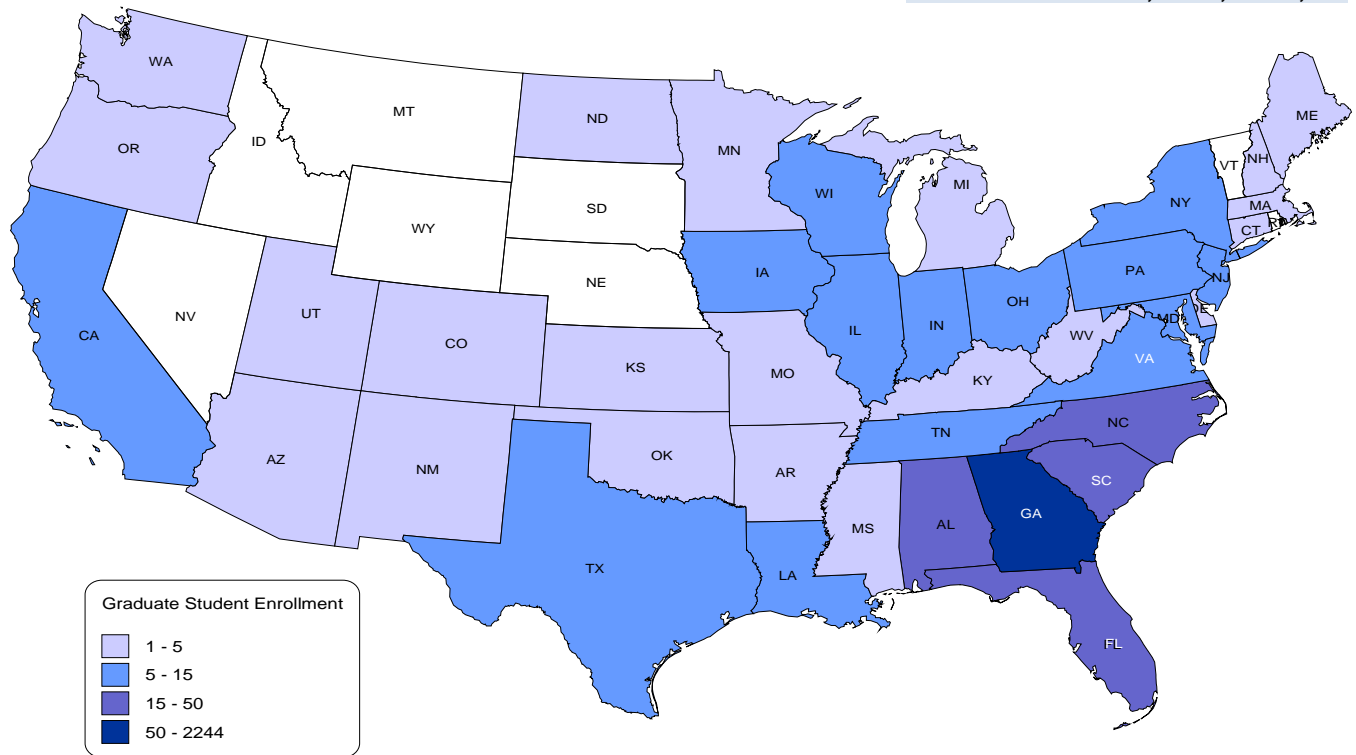 WA
MT
ND
ME
OR
ID
MN
VT
NH
MI
WI
SD
NY
MA
WY
CT
IA
PA
NE
NJ
OH
UT
NV
IN
IL
DE
MD
CA
CO
WV
VA
KS
MO
KY
NC
TN
OK
AZ
NM
AR
SC
GA
MS
AL
TX
LA
FL
Graduate Student Enrollment
1 - 5
5 - 15
15 - 50
50 - 2244